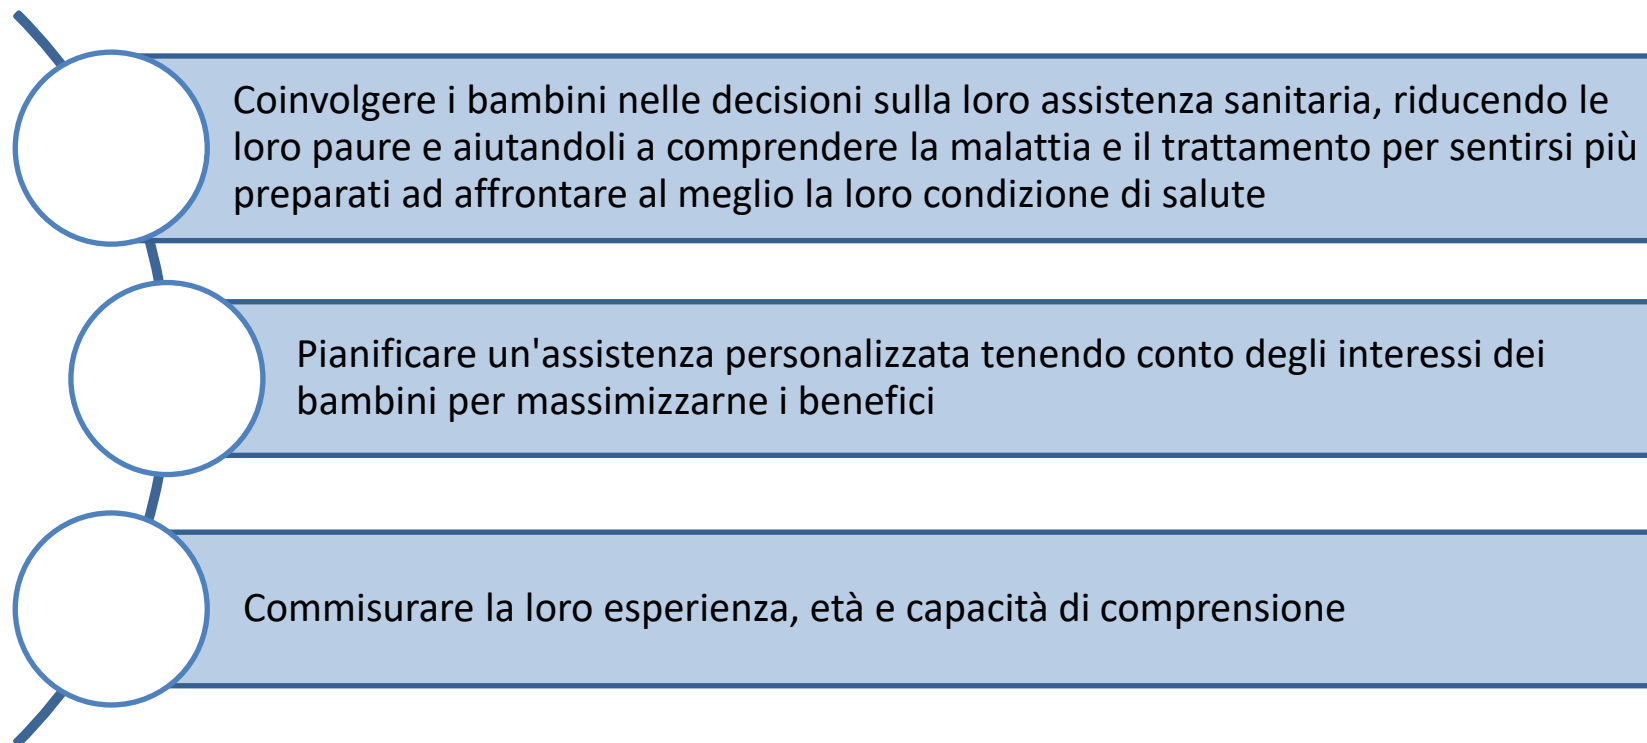 Coinvolgere i bambini nelle decisioni sulla loro assistenza sanitaria, riducendo le
loro paure e aiutandoli a comprendere la malattia e il trattamento per sentirsi più
preparati ad affrontare al meglio la loro condizione di salute
Pianificare un'assistenza personalizzata tenendo conto degli interessi dei
bambini per massimizzarne i benefici
Commisurare la loro esperienza, età e capacità di comprensione